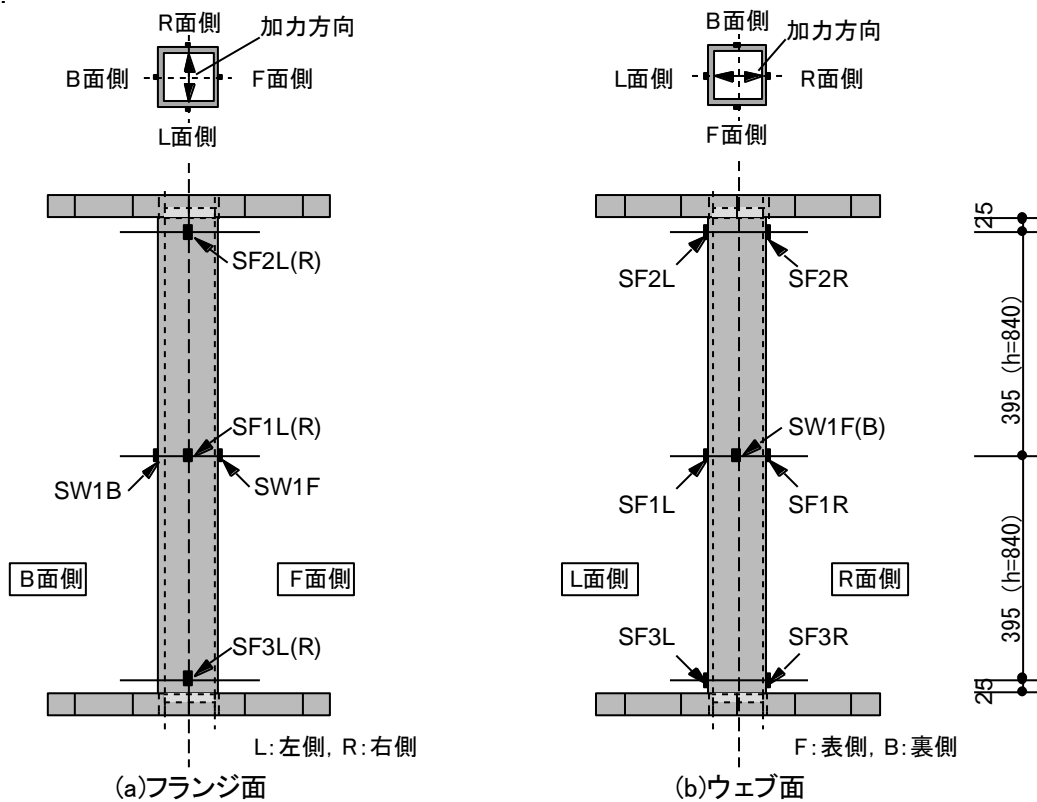 R面側
加力方向
B面側
F面側
L面側
SF2L(R)
SF1L(R)
SW1B
SW1F
B面側
F面側
SF3L(R)
L:左側, R:右側
(a)フランジ面
B面側
加力方向
L面側
R面側
F面側
SF2L
SF2R
SW1F(B)
SF1L
SF1R
L面側
R面側
SF3L
SF3R
F:表側, B:裏側
(b)ウェブ面
25
395 (h=840)
395 (h=840)
25